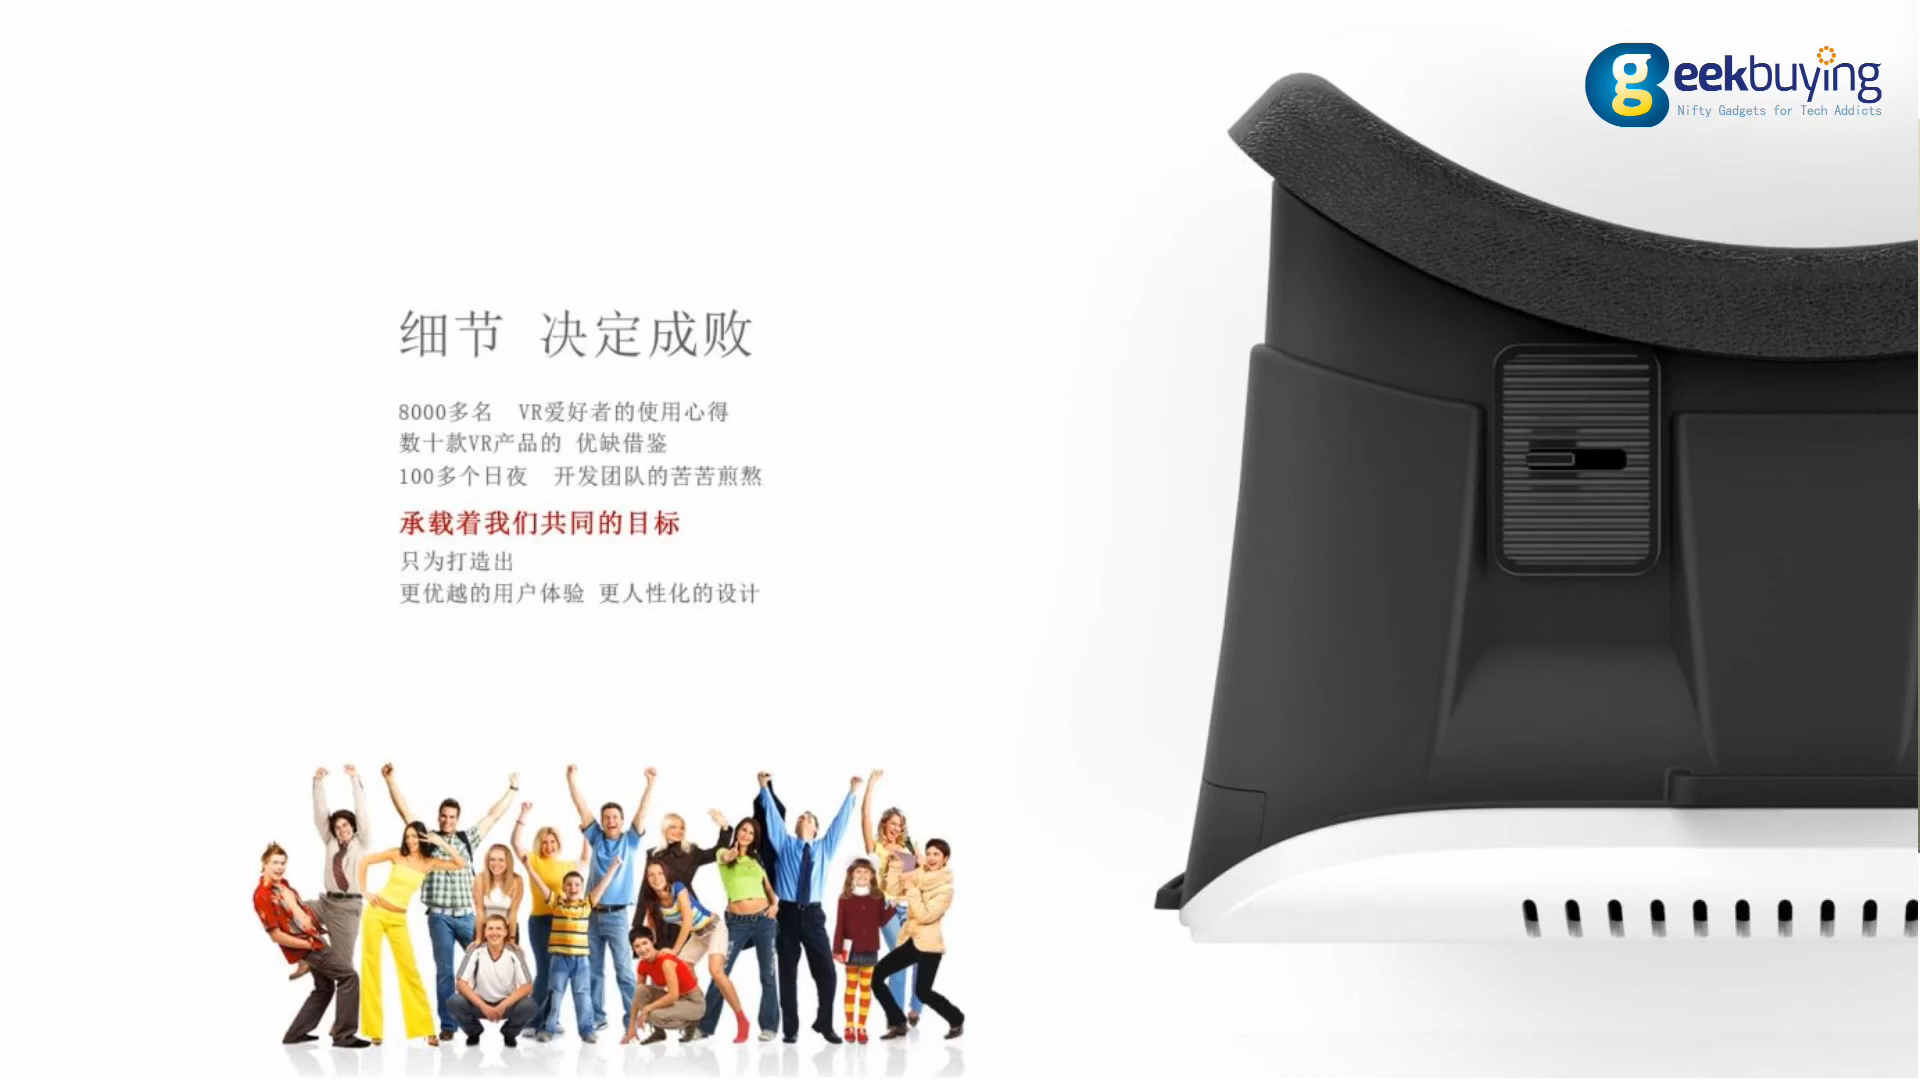 geekbuying
Nifty Gadgets for Tech Addicts
细节 决定成败
8000多名 VR爱好者的使用心得
数十款VR产品的 优缺借鉴
100多个日夜 开发团队的苦苦煎熬
承载着我们共同的目标
只为打造出
更优越的用户体验 更人性化的设计